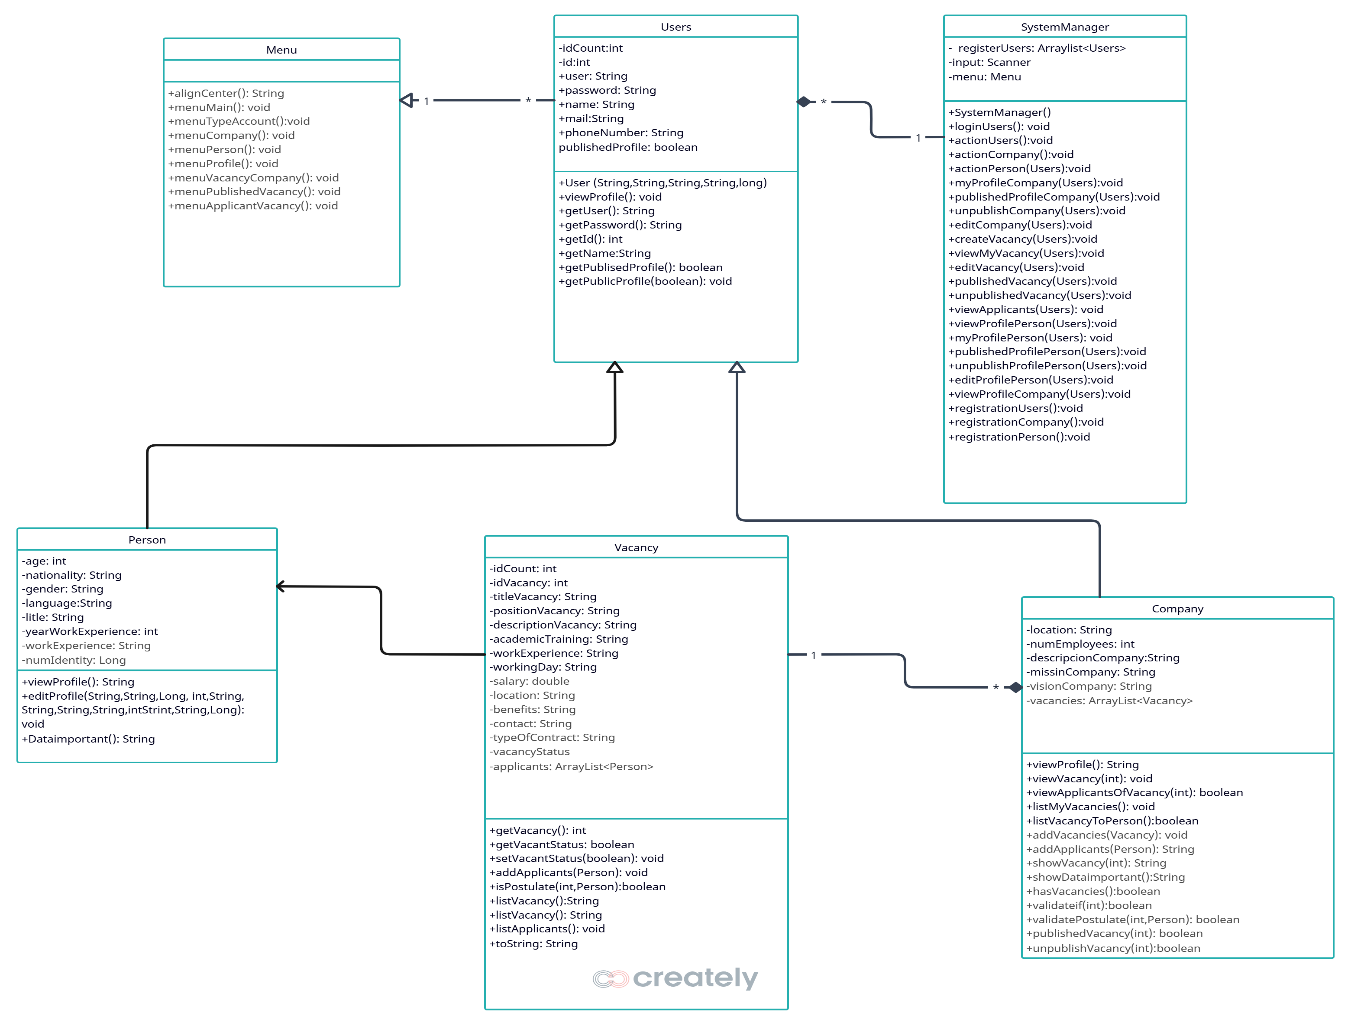 Menu
+alignCenter(): String
+menuMain(): void
+menuTypeAccount():void
+menuCompany(): void
+menuPerson(): void
+menuProfile(): void
+menuVacancyCompany(): void
+menuPublishedVacancy(): void
+menuApplicantVacancy(): void
1
*
Users
-idCount:int
-id:int
+user: String
+password: String
+name: String
+mail:String
+phoneNumber: String
publishedProfile: boolean
+User (String,String,String,String,long)
+viewProfile(): void
+getUser(): String
+getPassword(): String
+getId(): int
+getName:String
+getPublisedProfile(): boolean
+getPublicProfile(boolean): void
*
1
SystemManager
- registerUsers: Arraylist<Users>
-input: Scanner
-menu: Menu
+SystemManager()
+loginUsers(): void
+actionUsers():void
+actionCompany():void
+actionPerson(Users):void
+myProfileCompany(Users):void
+publishedProfileCompany(Users):void
+unpublishCompany(Users):void
+editCompany(Users):void
+createVacancy(Users):void
+viewMyVacancy(Users):void
+editVacancy(Users):void
+publishedVacancy(Users):void
+unpublishedVacancy(Users):void
+viewApplicants(Users): void
+viewProfilePerson(Users):void
+myProfilePerson(Users): void
+publishedProfilePerson(Users):void
+unpublishProfilePerson(Users):void
+editProfilePerson(Users):void
+viewProfileCompany(Users):void
+registrationUsers():void
+registrationCompany():void
+registrationPerson():void
Person
-age: int
-nationality: String
-gender: String
-language:String
-litle: String
-yearWorkExperience: int
-workExperience: String
-numIdentity: Long
+viewProfile(): String
+editProfile(String,String,Long, int,String,
String,String,String,intStrint,String,Long):
void
+Dataimportant(): String
Vacancy
-idCount: int
-idVacancy: int
-titleVacancy: String
-positionVacancy: String
-descriptionVacancy: String
-academicTraining: String
-workExperience: String
-workingDay: String
-salary: double
-location: String
-benefits: String
-contact: String
-typeOfContract: String
-vacancyStatus
-applicants: ArrayList<Person>
+getVacancy(): int
+getVacantStatus: boolean
+setVacantStatus(boolean): void
+addApplicants(Person): void
+isPostulate(int,Person):boolean
+listVacancy():String
+listVacancy(): String
+listApplicants(): void
+toString: String
creately
1
*
Company
-location: String
-numEmployees: int
-descripcionCompany:String
-missinCompany: String
-visionCompany: String
-vacancies: ArrayList<Vacancy>
+viewProfile(): String
+viewVacancy(int): void
+viewApplicantsOfVacancy(int): boolean
+listMyVacancies(): void
+listVacancyToPerson():boolean
+addVacancies(Vacancy): void
+addApplicants(Person): String
+showVacancy(int): String
+showDataimportant():String
+hasVacancies():boolean
+validateif(int):boolean
+validatePostulate(int,Person): boolean
+publishedVacancy(int): boolean
+unpublishVacancy(int):boolean